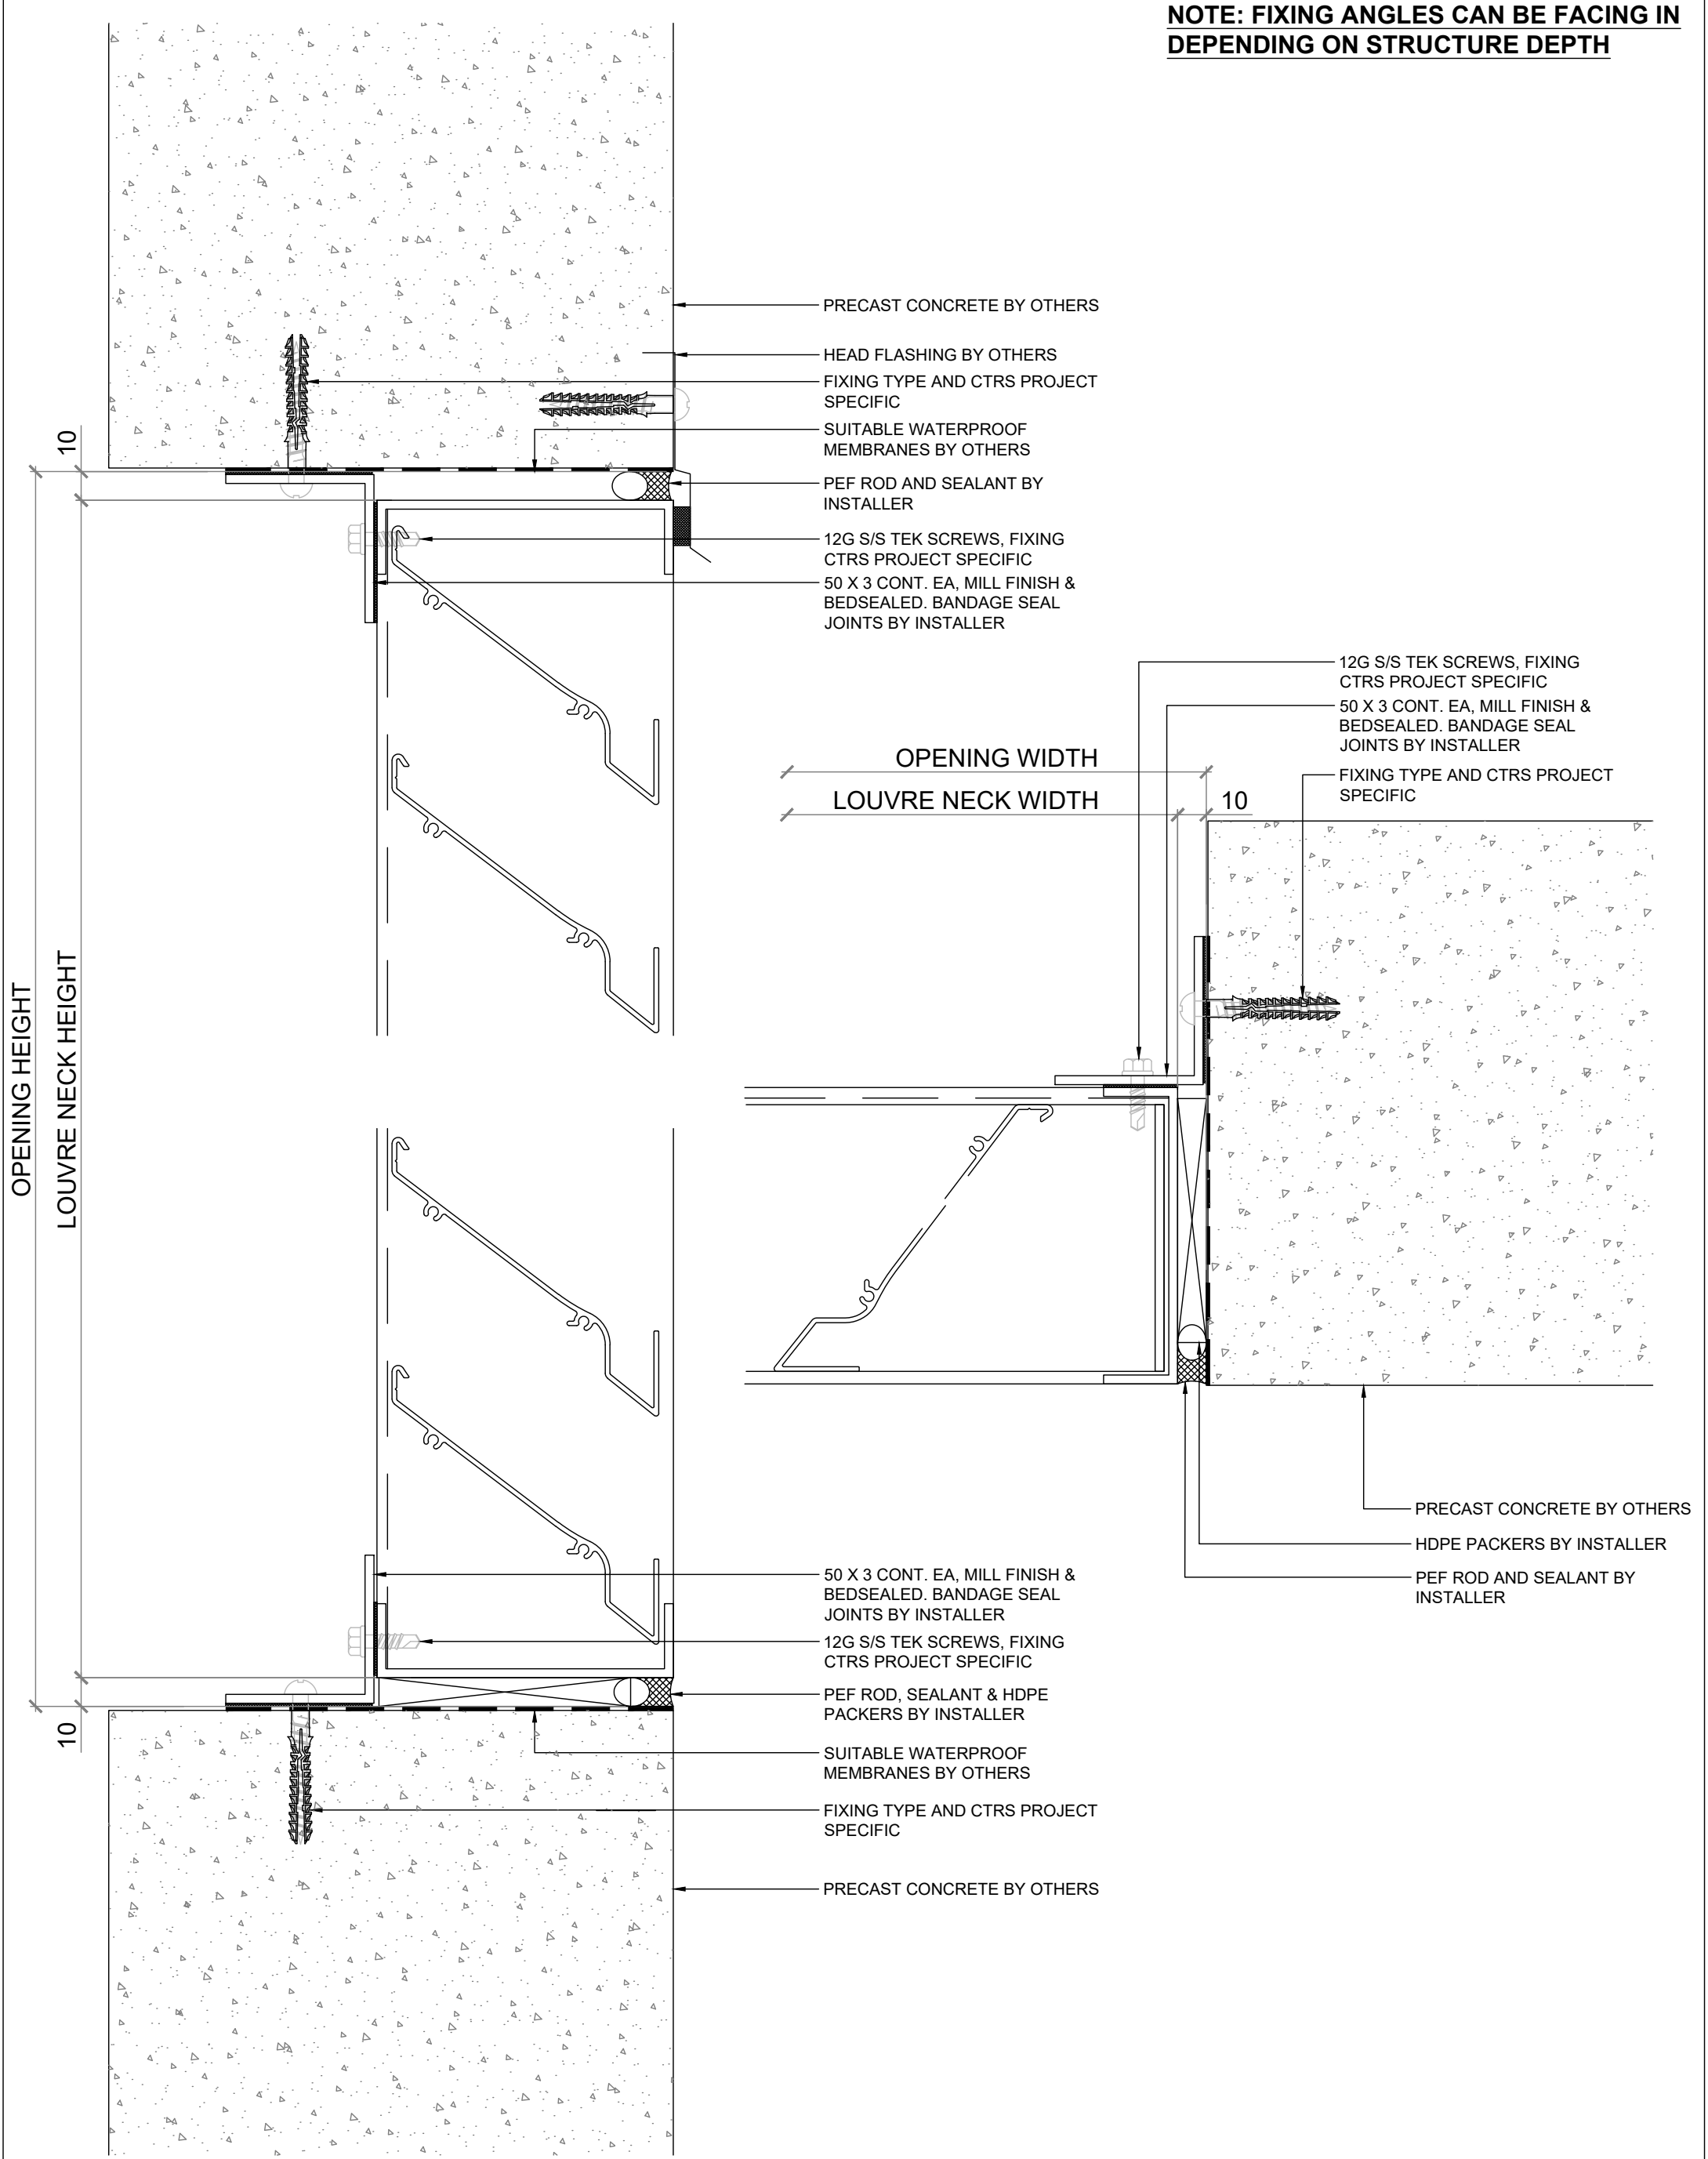 NOTE: FIXING ANGLES CAN BE FACING IN
DEPENDING ON STRUCTURE DEPTH
PRECAST CONCRETE BY OTHERS
HEAD FLASHING BY OTHERS
FIXING TYPE AND CTRS PROJECT
SPECIFIC
SUITABLE WATERPROOF
MEMBRANES BY OTHERS
PEF ROD AND SEALANT BY
INSTALLER
12G S/S TEK SCREWS, FIXING
CTRS PROJECT SPECIFIC
50 X 3 CONT. EA, MILL FINISH &
BEDSEALED. BANDAGE SEAL
JOINTS BY INSTALLER
10
OPENING HEIGHT
LOUVRE NECK HEIGHT
10
12G S/S TEK SCREWS, FIXING
CTRS PROJECT SPECIFIC
50 X 3 CONT. EA, MILL FINISH &
BEDSEALED. BANDAGE SEAL
JOINTS BY INSTALLER
FIXING TYPE AND CTRS PROJECT
SPECIFIC
OPENING WIDTH
LOUVRE NECK WIDTH
10
PRECAST CONCRETE BY OTHERS
HDPE PACKERS BY INSTALLER
PEF ROD AND SEALANT BY
INSTALLER
50 X 3 CONT. EA, MILL FINISH &
BEDSEALED. BANDAGE SEAL
JOINTS BY INSTALLER
12G S/S TEK SCREWS, FIXING
CTRS PROJECT SPECIFIC
PEF ROD, SEALANT & HDPE
PACKERS BY INSTALLER
SUITABLE WATERPROOF
MEMBRANES BY OTHERS
FIXING TYPE AND CTRS PROJECT
SPECIFIC
PRECAST CONCRETE BY OTHERS